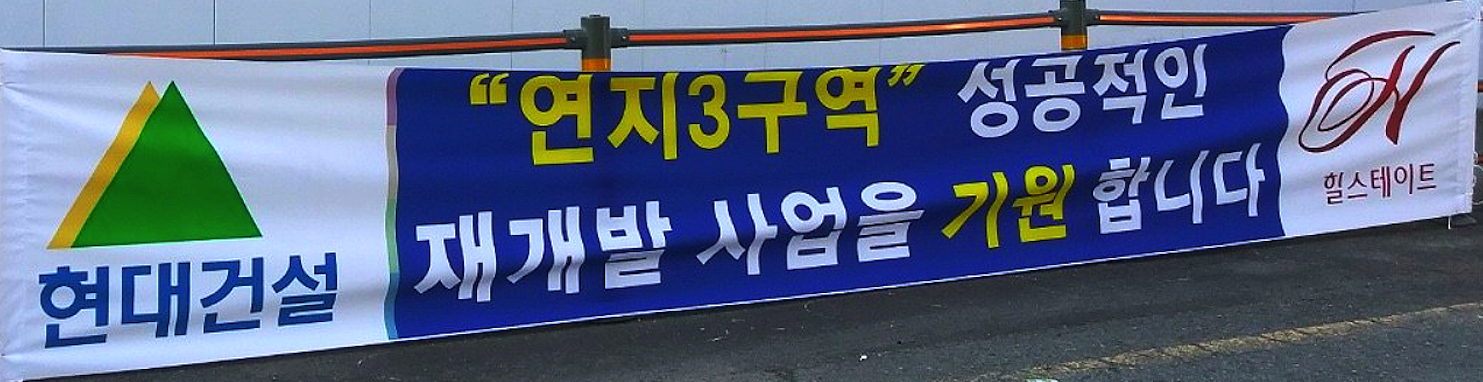 현대건설
“연지3구역” 성공적인
재개발 사업을 기원 합니다
H
힐스테이트